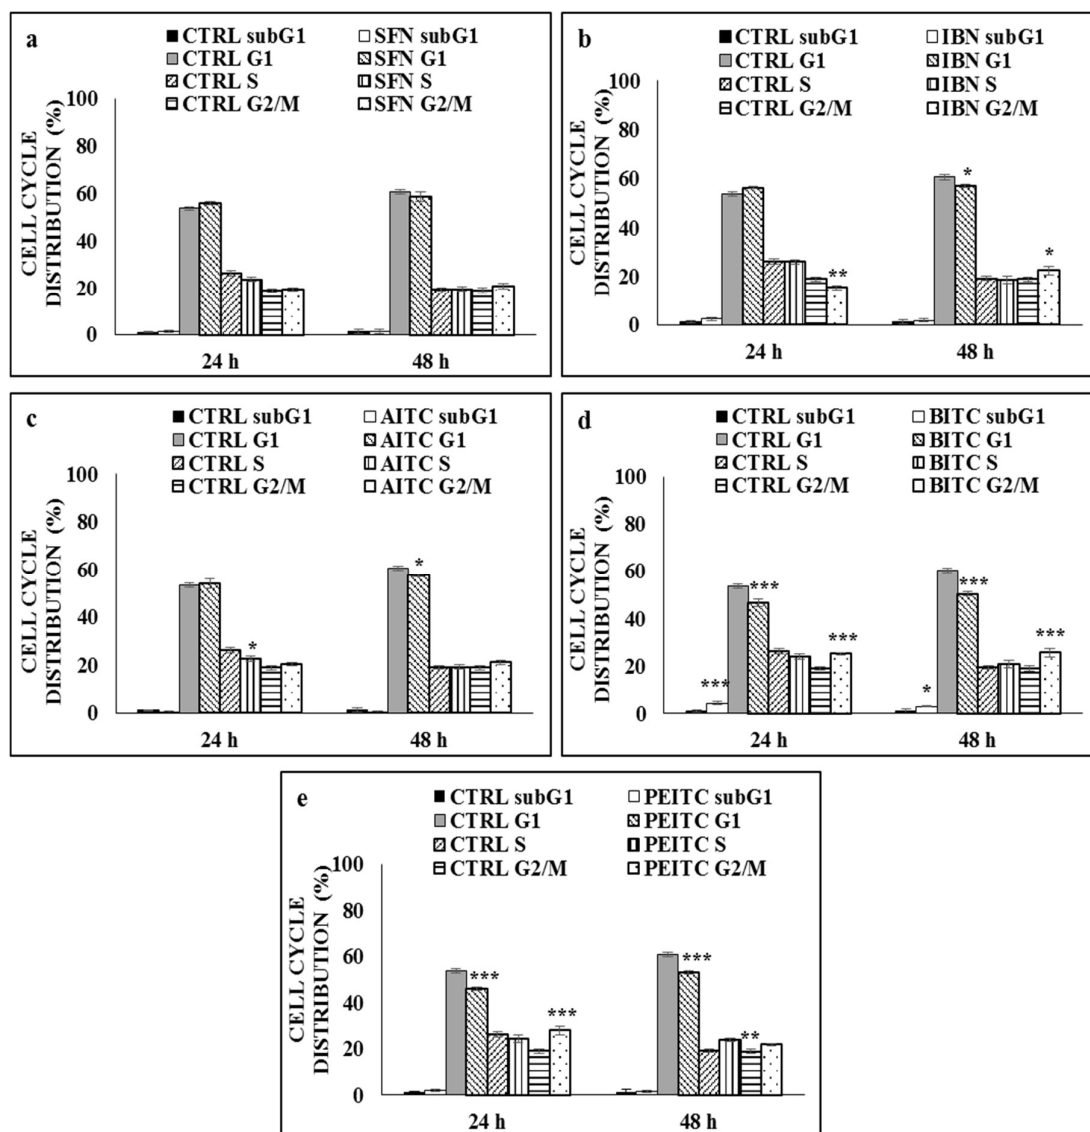 a
CTRL subG1 SFN subG1
CTRL G1 SFN G1
CTRL S SFN S
CTRL G2/M SFN G2/M
CELL CYCLE
DISTRIBUTION (%)
100
80
60
40
20
0
24 h 48 h
b
CTRL subG1 IBN subG1
CTRL G1 IBN G1
CTRL S IBN S
CTRL G2/M IBN G2/M
CELL CYCLE
DISTRIBUTION (%)
100
80
60
40
20
0
** * *
24 h 48 h
c
CTRL subG1 AITC subG1
CTRL G1 AITC G1
CTRL S AITC S
CTRL G2/M AITC G2/M
CELL CYCLE
DISTRIBUTION (%)
100
80
60
40
20
0
* *
24 h 48 h
d
CTRL subG1 BITC subG1
CTRL G1 BITC G1
CTRL S BITC S
CTRL G2/M BITC G2/M
CELL CYCLE
DISTRIBUTION (%)
100
80
60
40
20
0
*** *** *** * *** ***
24 h 48 h
e
CTRL subG1 PEITC subG1
CTRL G1 PEITC G1
CTRL S PEITC S
CTRL G2/M PEITC G2/M
CELL CYCLE
DISTRIBUTION (%)
100
80
60
40
20
0
*** *** *** **
24 h 48 h